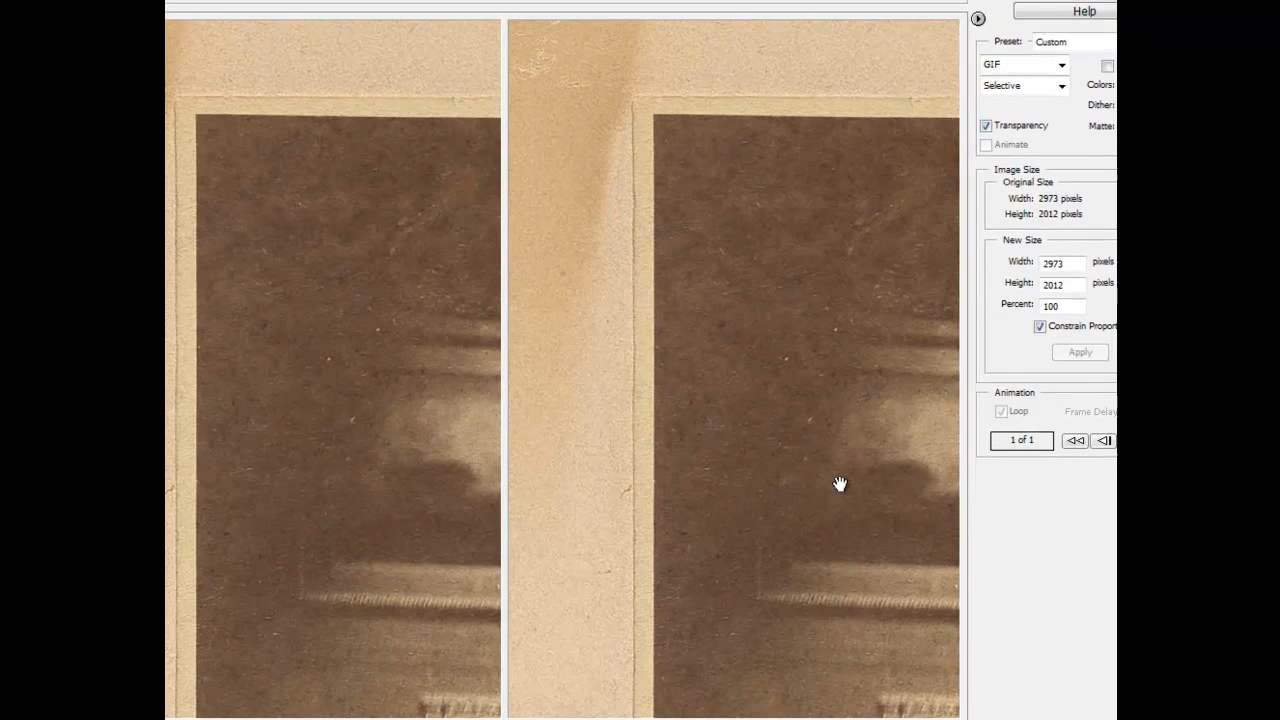 Help
Preset: Custom
GIF
Selective
Colors:
Dither:
Transparency
Matte:
Animate
Image Size
Original Size
Width: 2973 pixels
Height: 2012 pixels
New Size
Width: 2973 pixels
Height: 2012 pixels
Percent: 100
Constrain Proport
Apply
Animation
Loop
Frame Delay
1 of 1